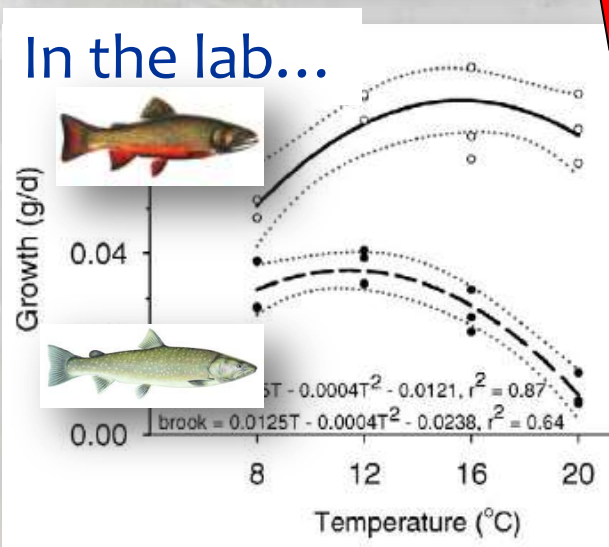 In the lab...
Growth (g/d)
0.04
0.00
T - 0.0004T² - 0.0121, r² = 0.87
brook = 0.0125T - 0.0004T² - 0.0238, r² = 0.64
8 12 16 20
Temperature (°C)